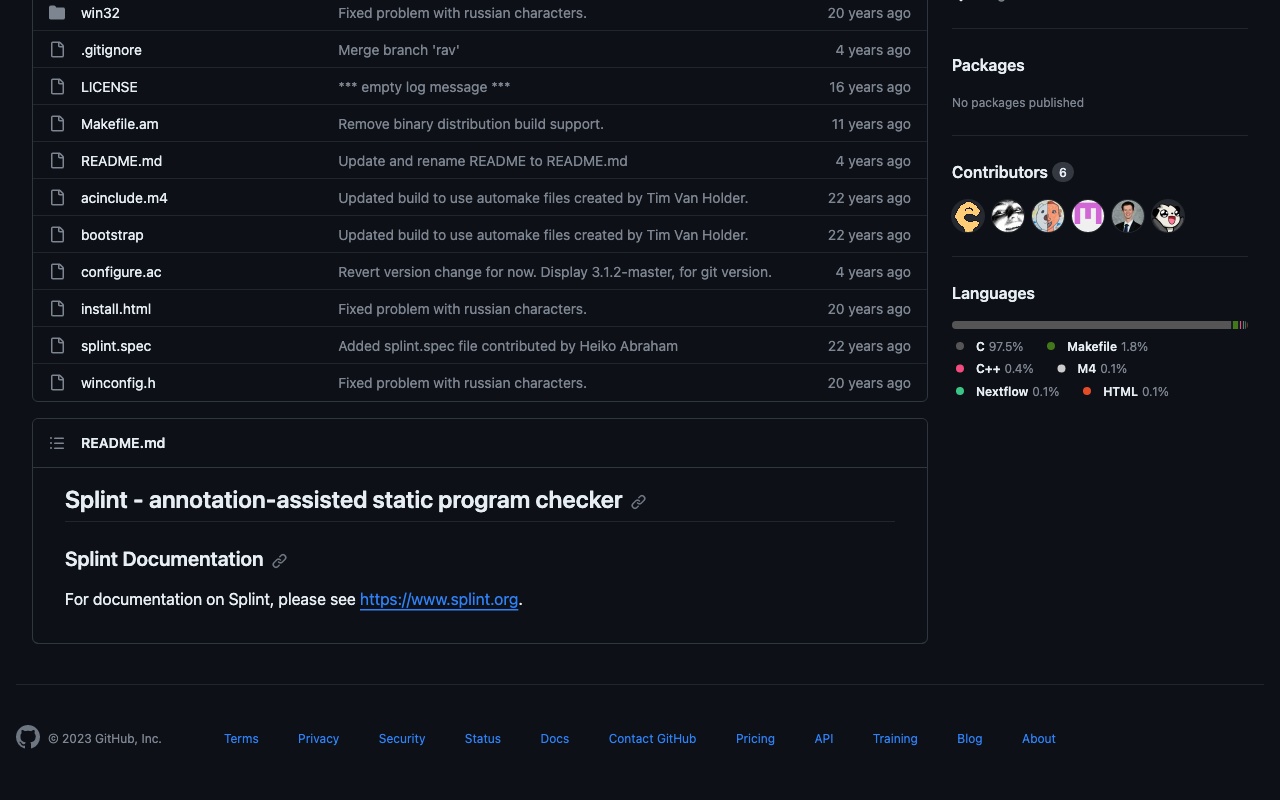 win32 Fixed problem with russian characters. 20 years ago
.gitignore Merge branch 'rav' 4 years ago
LICENSE *** empty log message *** 16 years ago
Makefile.am Remove binary distribution build support. 11 years ago
README.md Update and rename README to README.md 4 years ago
acinclude.m4 Updated build to use automake files created by Tim Van Holder. 22 years ago
bootstrap Updated build to use automake files created by Tim Van Holder. 22 years ago
configure.ac Revert version change for now. Display 3.1.2-master, for git version. 4 years ago
install.html Fixed problem with russian characters. 20 years ago
splint.spec Added splint.spec file contributed by Heiko Abraham 22 years ago
winconfig.h Fixed problem with russian characters. 20 years ago
README.md
Splint - annotation-assisted static program checker
Splint Documentation
For documentation on Splint, please see https://www.splint.org.
Packages
No packages published
Contributors 6
Languages
C 97.5% Makefile 1.8%
C++ 0.4% M4 0.1%
Nextflow 0.1% HTML 0.1%
© 2023 GitHub, Inc. Terms Privacy Security Status Docs Contact GitHub Pricing API Training Blog About